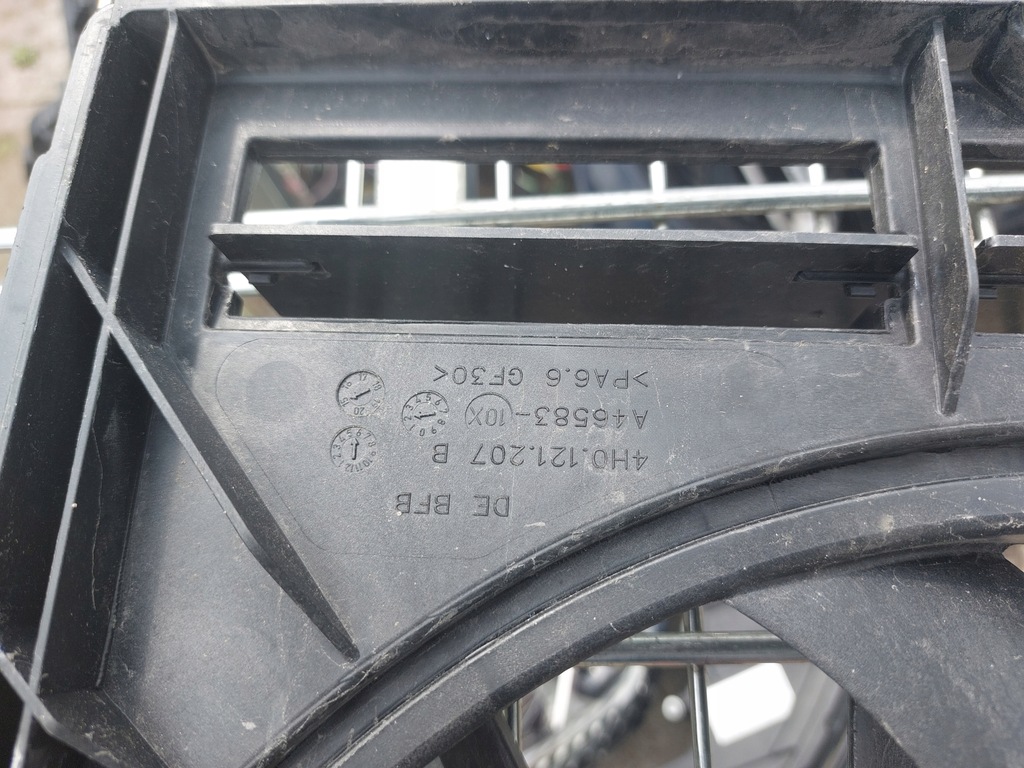 DE BFB
4H0.121.207 B
A46583-10X
>PA6.6 GF30<